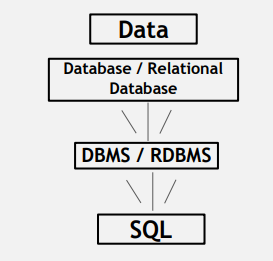 Data
Database / Relational
Database
DBMS / RDBMS
SQL